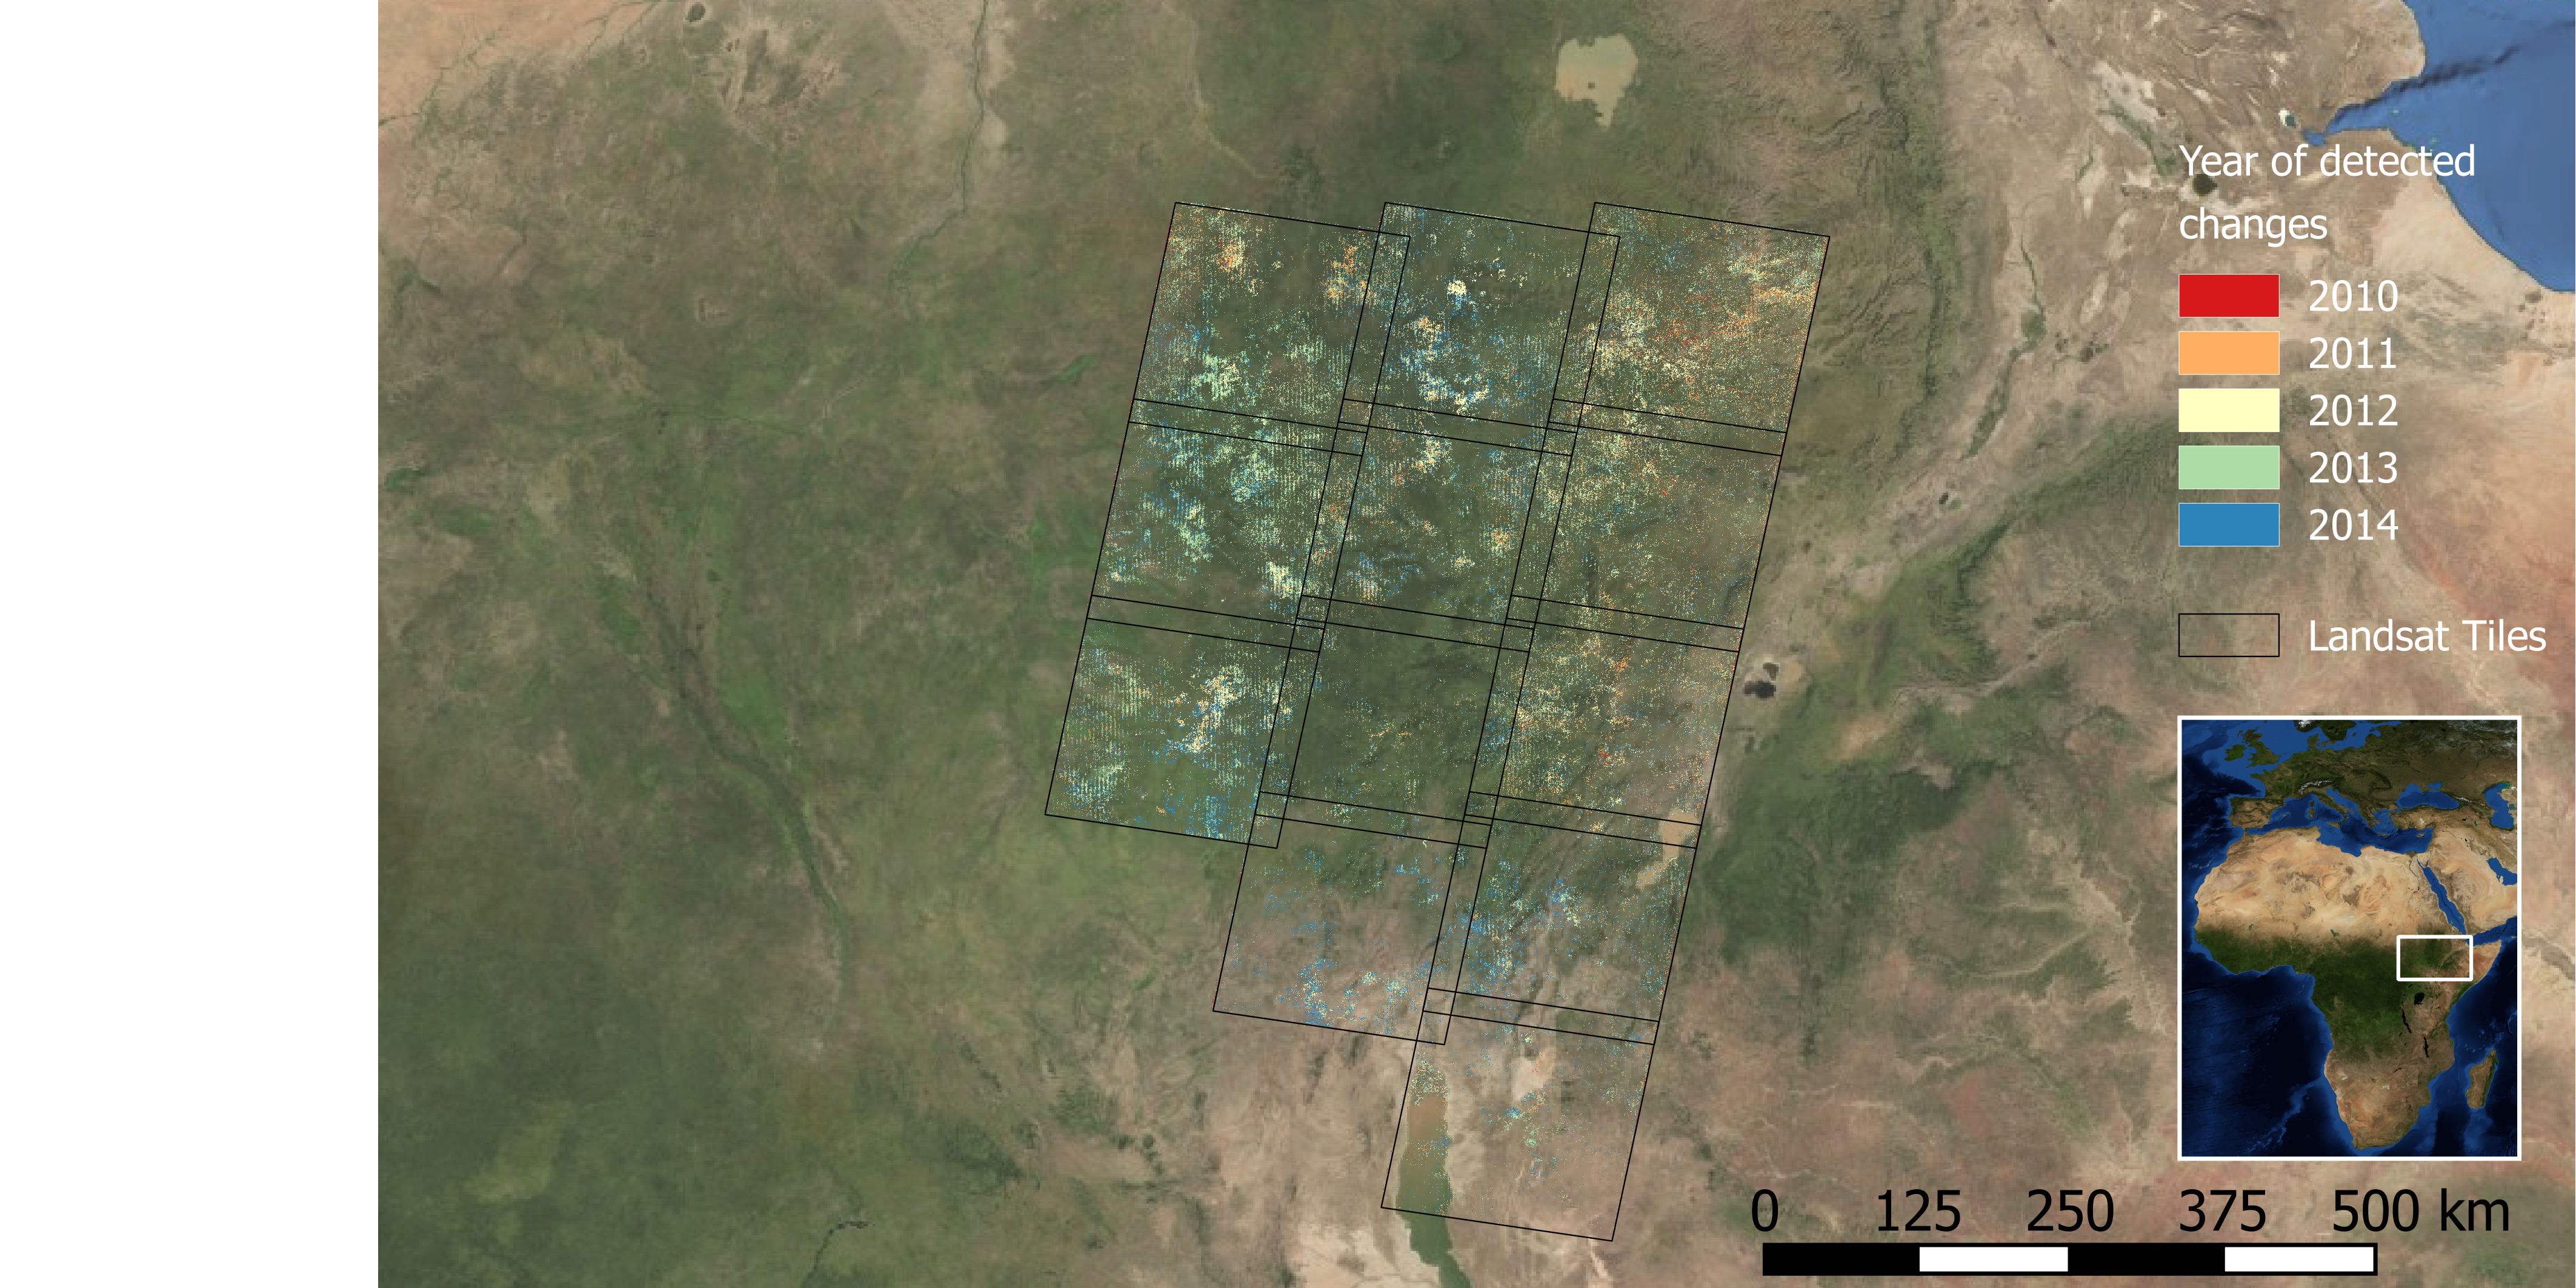 Year of detected
changes
2010
2011
2012
2013
2014
Landsat Tiles
0 125 250 375 500 km